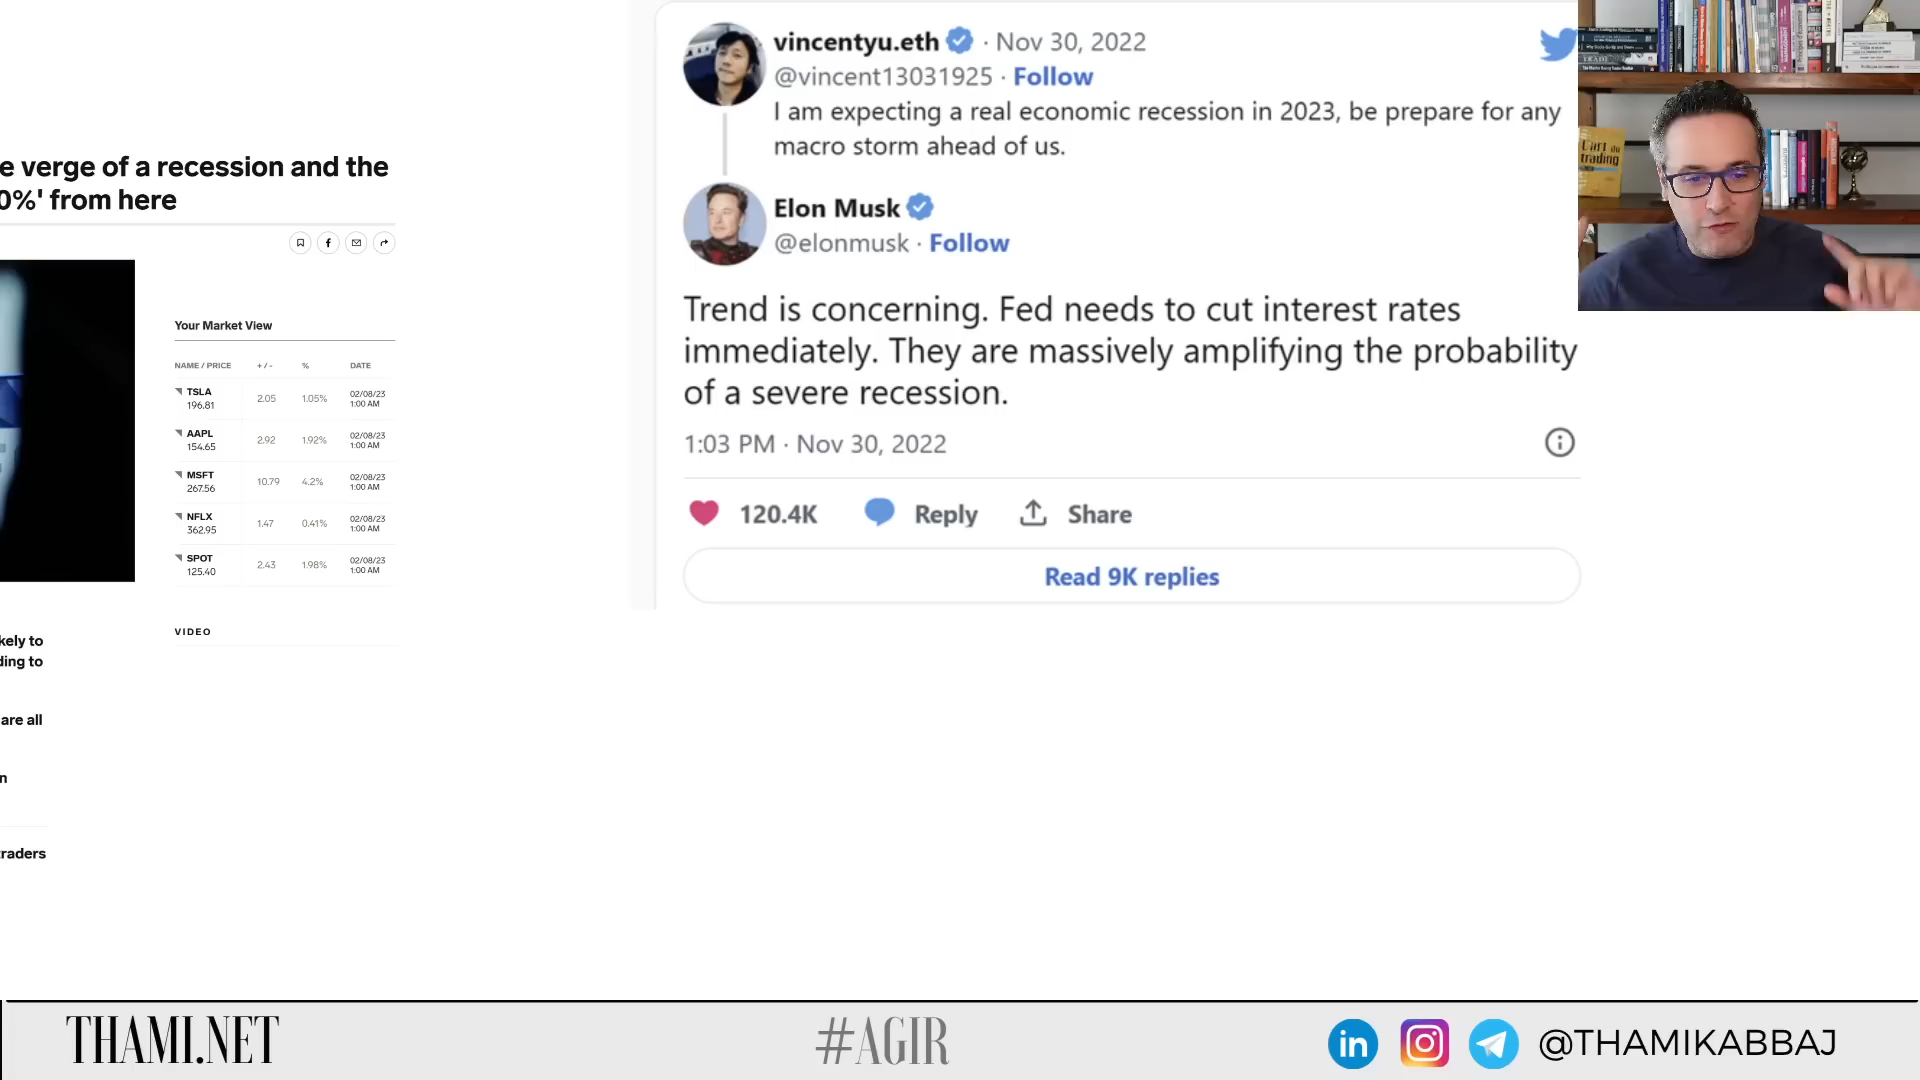 e verge of a recession and the
0%' from here
Your Market View
NAME / PRICE + / - % DATE
TSLA 2.05 1.05% 02/08/23
196.81 1:00 AM
AAPL 2.92 1.92% 02/08/23
154.65 1:00 AM
MSFT 10.79 4.2% 02/08/23
267.56 1:00 AM
NFLX 1.47 0.41% 02/08/23
362.95 1:00 AM
SPOT 2.43 1.98% 02/08/23
125.40 1:00 AM
VIDEO
kely to
ding to
are all
n
raders
vincentyu.eth · Nov 30, 2022
@vincent13031925 · Follow
I am expecting a real economic recession in 2023, be prepare for any
macro storm ahead of us.
Elon Musk
@elonmusk · Follow
Trend is concerning. Fed needs to cut interest rates
immediately. They are massively amplifying the probability
of a severe recession.
1:03 PM · Nov 30, 2022
120.4K Reply Share
Read 9K replies
L'art du
trading
THAMI.NET
#AGIR
in
@THAMIKABBAJ